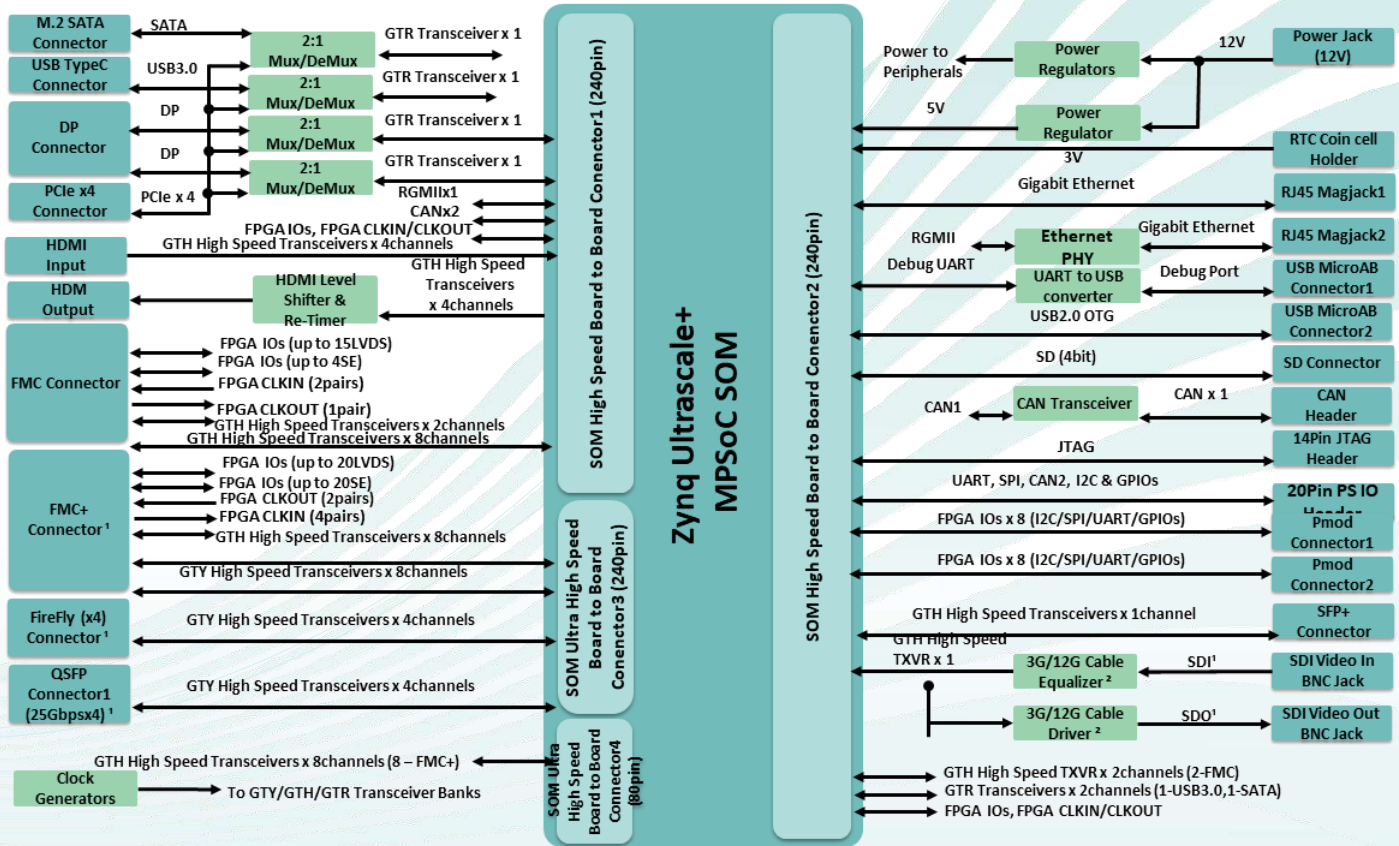 M.2 SATA
Connector
SATA
USB TypeC
Connector
USB3.0
DP
Connector
DP
DP
PCIe x4
Connector
PCIe x 4
2:1
Mux/DeMux
2:1
Mux/DeMux
2:1
Mux/DeMux
2:1
Mux/DeMux
GTR Transceiver x 1
GTR Transceiver x 1
GTR Transceiver x 1
GTR Transceiver x 1
RGMIIx1
CANx2
FPGA IOs, FPGA CLKIN/CLKOUT
HDMI
Input
GTH High Speed Transceivers x 4channels
HDM
Output
HDMI Level
Shifter &
Re-Timer
GTH High Speed
Transceivers
x 4channels
FMC Connector
FPGA IOs (up to 15LVDS)
FPGA IOs (up to 4SE)
FPGA CLKIN (2pairs)
FPGA CLKOUT (1pair)
GTH High Speed Transceivers x 2channels
GTH High Speed Transceivers x 8channels
FMC+
Connector ¹
FPGA IOs (up to 20LVDS)
FPGA IOs (up to 20SE)
FPGA CLKOUT (2pairs)
FPGA CLKIN (4pairs)
GTH High Speed Transceivers x 8channels
GTY High Speed Transceivers x 8channels
FireFly (x4)
Connector ¹
GTY High Speed Transceivers x 4channels
QSFP
Connector1
(25Gbpsx4) ¹
GTY High Speed Transceivers x 4channels
GTH High Speed Transceivers x 8channels (8 – FMC+)
Clock
Generators
To GTY/GTH/GTR Transceiver Banks
SOM High Speed Board to Board Conenctor1 (240pin)
SOM Ultra High Speed
Board to Board
Conenctor3 (240pin)
SOM Ultra
High Speed
Board to Board
Connector4
(80pin)
Zynq Ultrascale+
MPSoC SOM
SOM High Speed Board to Board Conenctor2 (240pin)
Power to
Peripherals
Power
Regulators
12V
Power Jack
(12V)
5V
Power
Regulator
3V
RTC Coin cell
Holder
Gigabit Ethernet
RJ45 Magjack1
RGMII
Ethernet
PHY
Gigabit Ethernet
RJ45 Magjack2
Debug UART
UART to USB
converter
Debug Port
USB MicroAB
Connector1
USB2.0 OTG
USB MicroAB
Connector2
SD (4bit)
SD Connector
CAN1
CAN Transceiver
CAN x 1
CAN
Header
JTAG
14Pin JTAG
Header
UART, SPI, CAN2, I2C & GPIOs
20Pin PS IO
Header
FPGA IOs x 8 (I2C/SPI/UART/GPIOs)
Pmod
Connector1
FPGA IOs x 8 (I2C/SPI/UART/GPIOs)
Pmod
Connector2
GTH High Speed Transceivers x 1channel
SFP+
Connector
GTH High Speed
TXVR x 1
3G/12G Cable
Equalizer ²
SDI¹
SDI Video In
BNC Jack
3G/12G Cable
Driver ²
SDO¹
SDI Video Out
BNC Jack
GTH High Speed TXVR x 2channels (2-FMC)
GTR Transceivers x 2channels (1-USB3.0,1-SATA)
FPGA IOs, FPGA CLKIN/CLKOUT